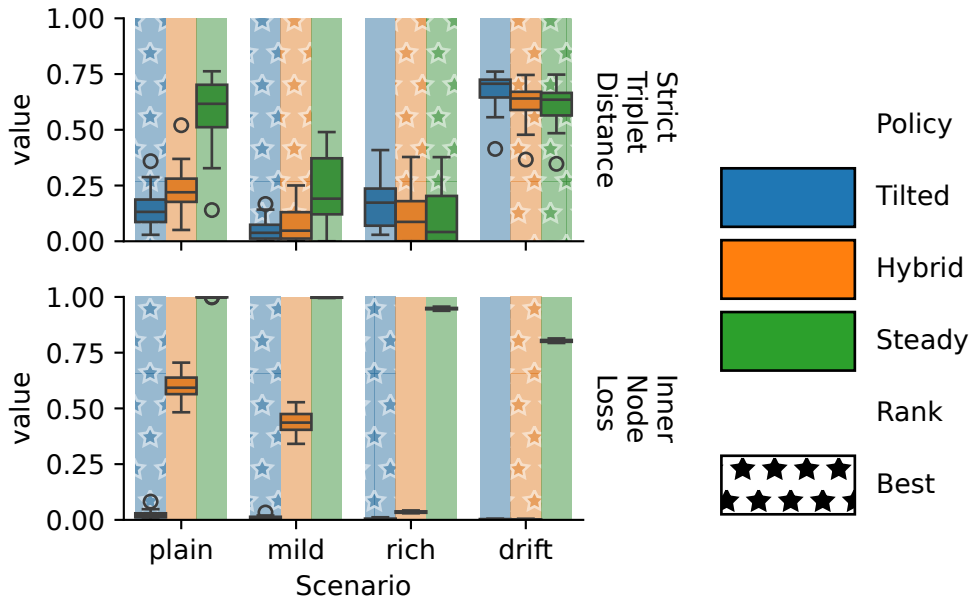 1.00
0.75
0.50
0.25
0.00
value
Strict
Triplet
Distance
1.00
0.75
0.50
0.25
0.00
value
Inner
Node
Loss
plain
mild
rich
drift
Scenario
Policy
Tilted
Hybrid
Steady
Rank
Best